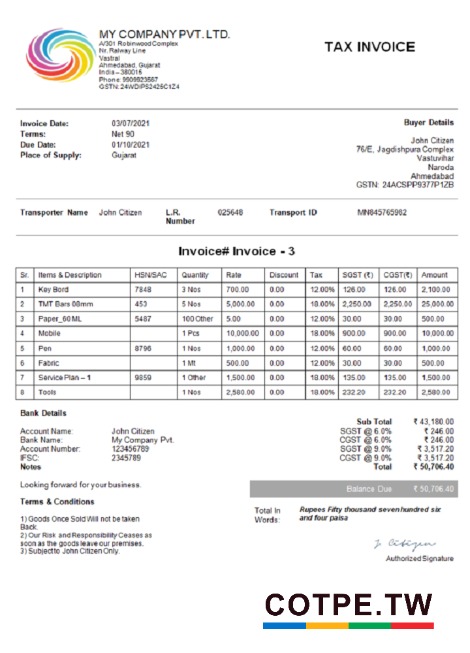 MY COMPANY PVT. LTD.
A/301 Robinwood Complex
Nr. Ralway Line
Vastral
Ahmedabad, Gujarat
India – 380015
Phone: 9909923567
GSTN: 24WDIPS2425C1Z4
TAX INVOICE
Invoice Date: 03/07/2021
Terms: Net 90
Due Date: 01/10/2021
Place of Supply: Gujarat
Buyer Details
John Citizen
76/E, Jagdishpura Complex
Vastuvihar
Naroda
Ahmedabad
GSTN: 24ACSPP9377P1ZB
Transporter Name John Citizen L.R. Number 025648 Transport ID MN845765982
Invoice# Invoice - 3
Sr. Items & Description HSN/SAC Quantity Rate Discount Tax SGST (₹) CGST(₹) Amount
1 Key Bord 7848 3 Nos 700.00 0.00 12.00% 126.00 126.00 2,100.00
2 TMT Bars 08mm 453 5 Nos 5,000.00 0.00 18.00% 2,250.00 2,250.00 25,000.00
3 Paper_60 ML 5487 100 Other 5.00 0.00 12.00% 30.00 30.00 500.00
4 Mobile 1 Pcs 10,000.00 0.00 18.00% 900.00 900.00 10,000.00
5 Pen 8796 1 Nos 1,000.00 0.00 12.00% 60.00 60.00 1,000.00
6 Fabric 1 Mt 500.00 0.00 12.00% 30.00 30.00 500.00
7 Service Plan – 1 9859 1 Other 1,500.00 0.00 18.00% 135.00 135.00 1,500.00
8 Tools 1 Nos 2,580.00 0.00 18.00% 232.20 232.20 2,580.00
Bank Details
Account Name: John Citizen
Bank Name: My Company Pvt.
Account Number: 123456789
IFSC: 2345789
Notes
Looking forward for your business.
Terms & Conditions
1) Goods Once Sold Will not be taken
Back.
2) Our Risk and Responsibility Ceases as
soon as the goods leave our premises.
3) Subject to John Citizen Only.
Sub Total ₹ 43,180.00
SGST @ 6.0% ₹ 246.00
CGST @ 6.0% ₹ 246.00
SGST @ 9.0% ₹ 3,517.20
CGST @ 9.0% ₹ 3,517.20
Total ₹ 50,706.40
Balance Due ₹ 50,706.40
Total In Words: Rupees Fifty thousand seven hundred six
and four paisa
J. Citizen
Authorized Signature
COTPE.TW